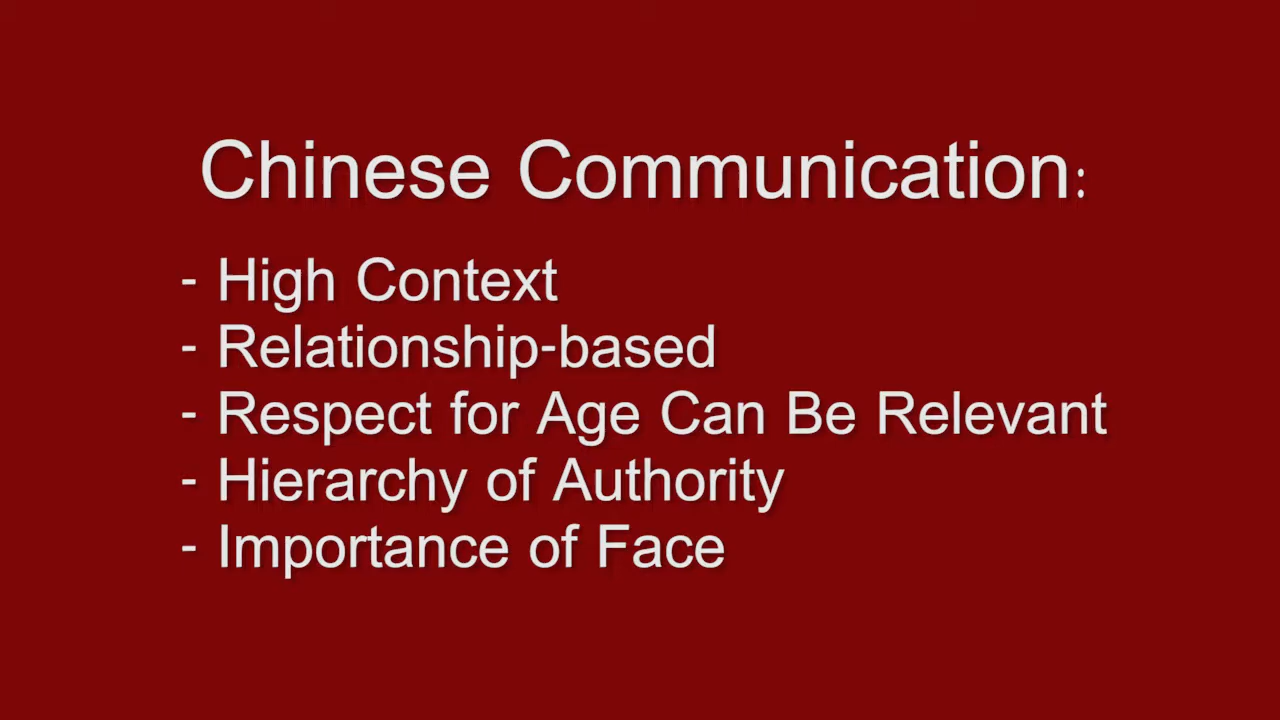 Chinese Communication:
- High Context
- Relationship-based
- Respect for Age Can Be Relevant
- Hierarchy of Authority
- Importance of Face